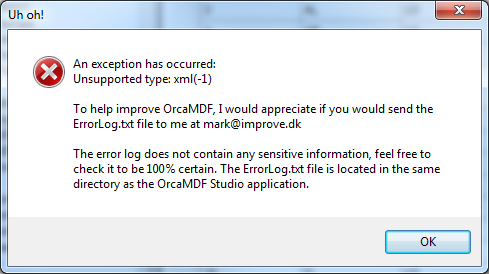 Uh oh!
An exception has occurred:
Unsupported type: xml(-1)
To help improve OrcaMDF, I would appreciate if you would send the
ErrorLog.txt file to me at mark@improve.dk
The error log does not contain any sensitive information, feel free to
check it to be 100% certain. The ErrorLog.txt file is located in the same
directory as the OrcaMDF Studio application.
OK